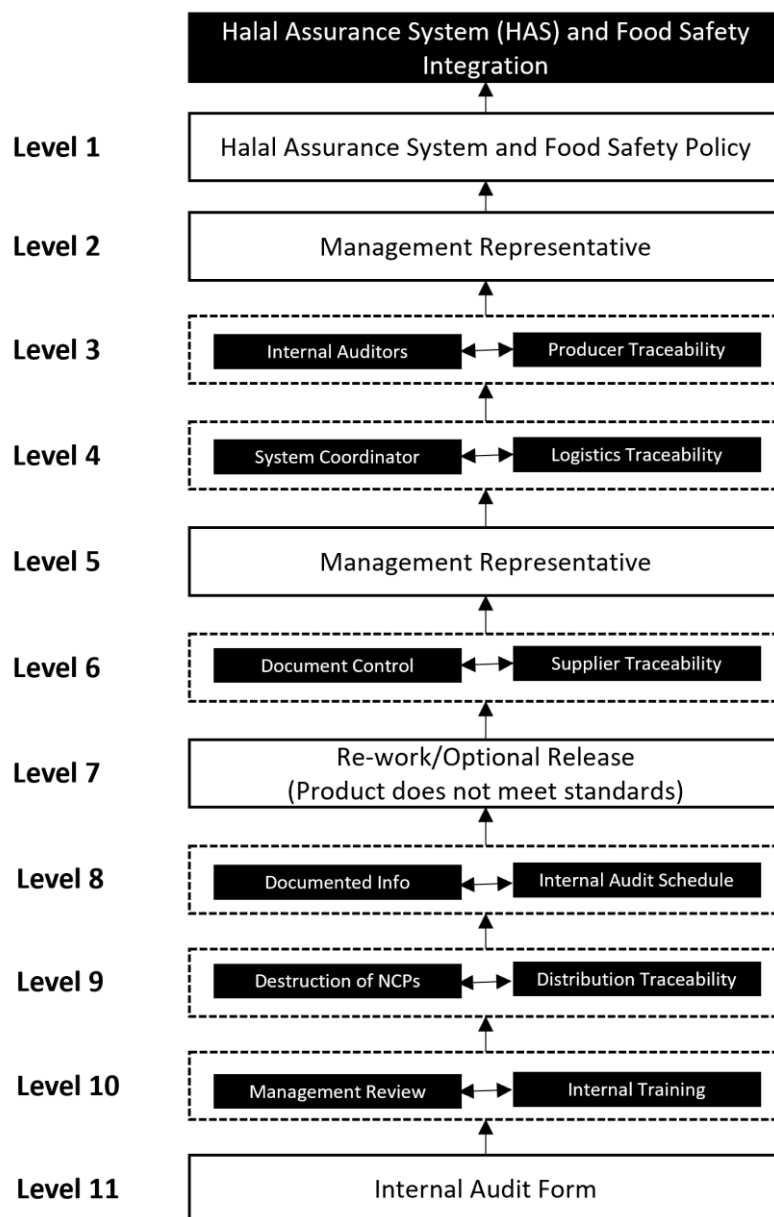 Halal Assurance System (HAS) and Food Safety
Integration
Level 1
Halal Assurance System and Food Safety Policy
Level 2
Management Representative
Level 3
Internal Auditors
Producer Traceability
Level 4
System Coordinator
Logistics Traceability
Level 5
Management Representative
Level 6
Document Control
Supplier Traceability
Level 7
Re-work/Optional Release
(Product does not meet standards)
Level 8
Documented Info
Internal Audit Schedule
Level 9
Destruction of NCPs
Distribution Traceability
Level 10
Management Review
Internal Training
Level 11
Internal Audit Form